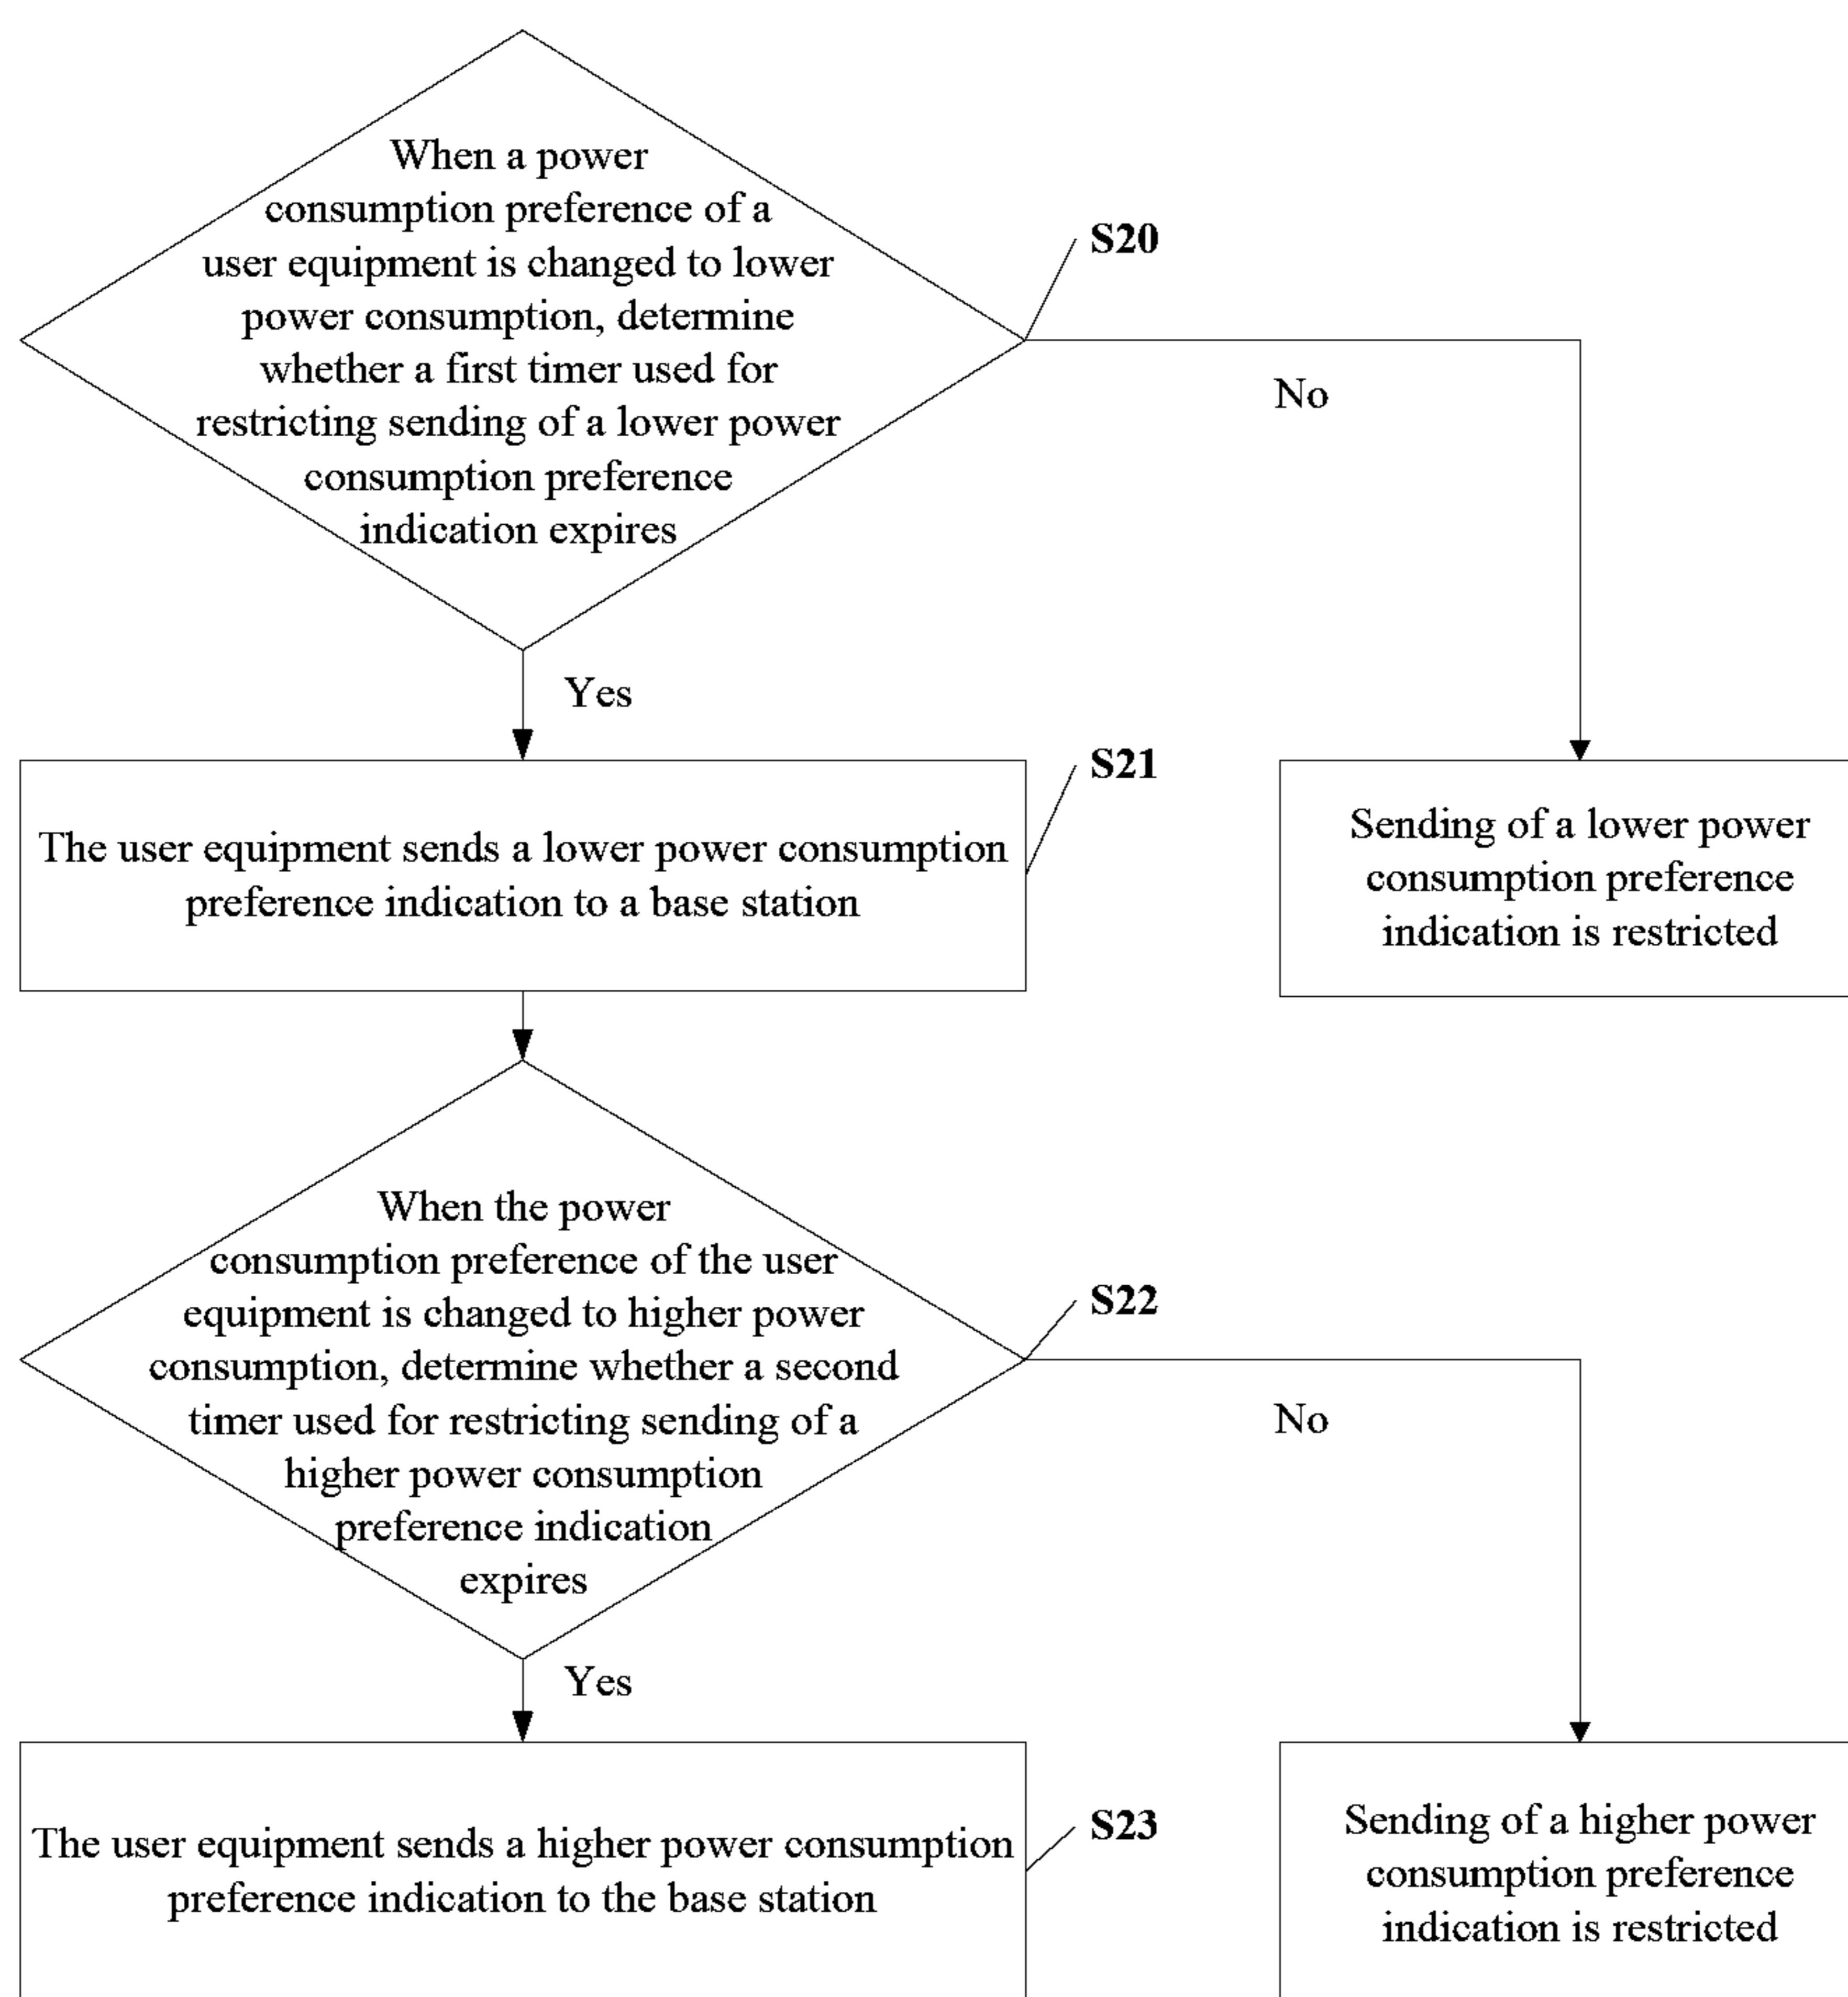 When a power
consumption preference of a
user equipment is changed to lower
power consumption, determine
whether a first timer used for
restricting sending of a lower power
consumption preference
indication expires
S20
No
Yes
The user equipment sends a lower power consumption
preference indication to a base station
S21
Sending of a lower power
consumption preference
indication is restricted
When the power
consumption preference of the user
equipment is changed to higher power
consumption, determine whether a second
timer used for restricting sending of a
higher power consumption
preference indication
expires
S22
No
Yes
The user equipment sends a higher power consumption
preference indication to the base station
S23
Sending of a higher power
consumption preference
indication is restricted